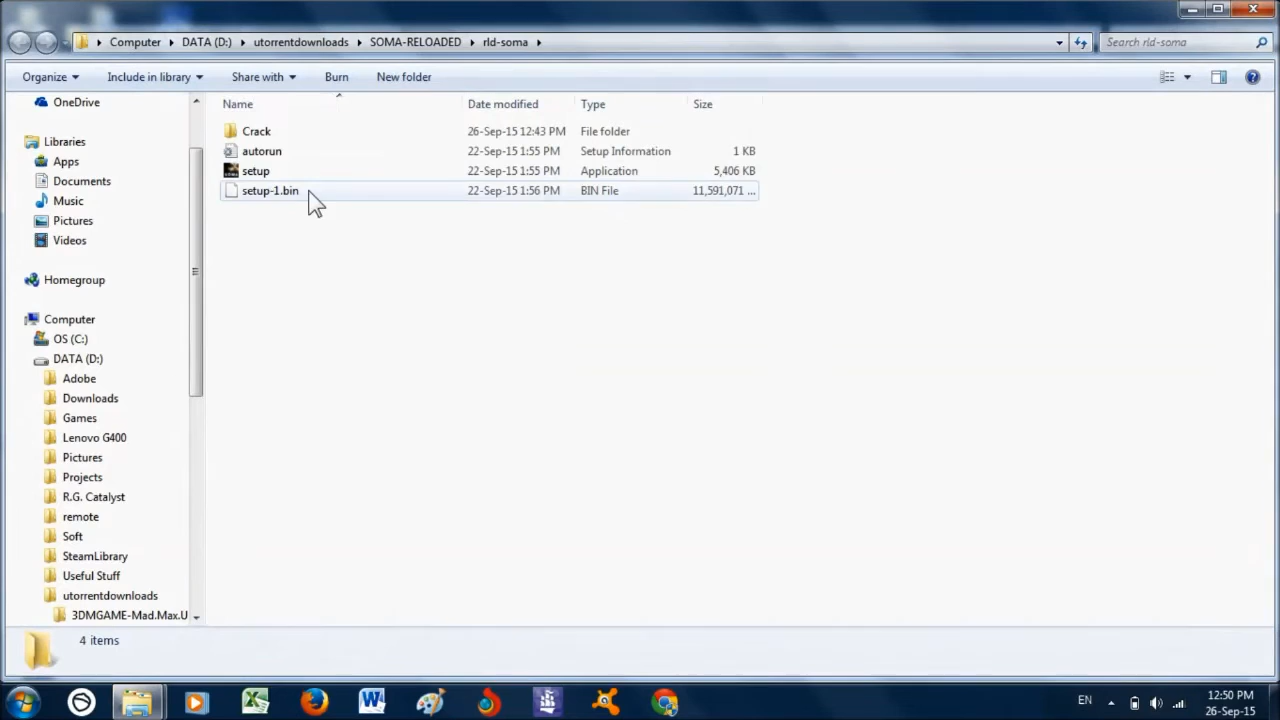 Computer DATA (D:) utorrentdownloads SOMA-RELOADED rld-soma
Search rld-soma
Organize Include in library Share with Burn New folder
Name Date modified Type Size
Crack 26-Sep-15 12:43 PM File folder
autorun 22-Sep-15 1:55 PM Setup Information 1 KB
setup 22-Sep-15 1:55 PM Application 5,406 KB
setup-1.bin 22-Sep-15 1:56 PM BIN File 11,591,071 ...
OneDrive
Libraries
Apps
Documents
Music
Pictures
Videos
Homegroup
Computer
OS (C:)
DATA (D:)
Adobe
Downloads
Games
Lenovo G400
Pictures
Projects
R.G. Catalyst
remote
Soft
SteamLibrary
Useful Stuff
utorrentdownloads
3DMGAME-Mad.Max.U
4 items
EN
12:50 PM
26-Sep-15